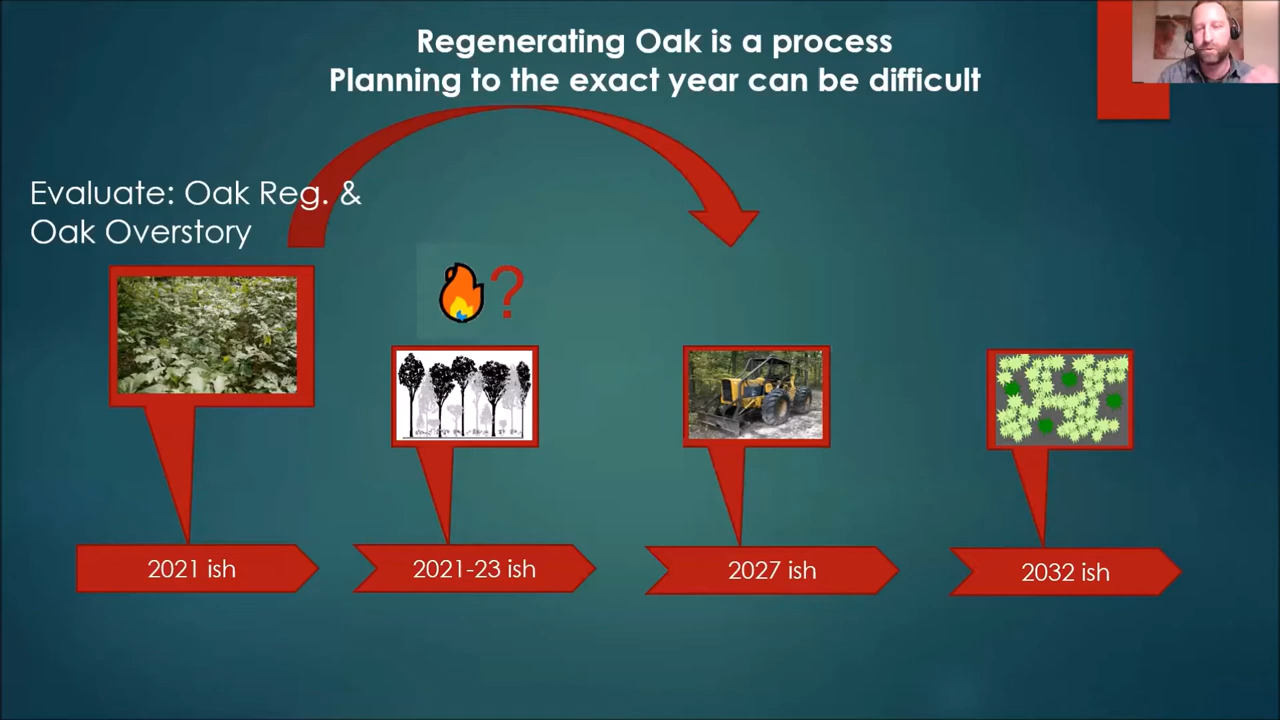 Regenerating Oak is a process
Planning to the exact year can be difficult
Evaluate: Oak Reg. &
Oak Overstory
?
2021 ish
2021-23 ish
2027 ish
2032 ish